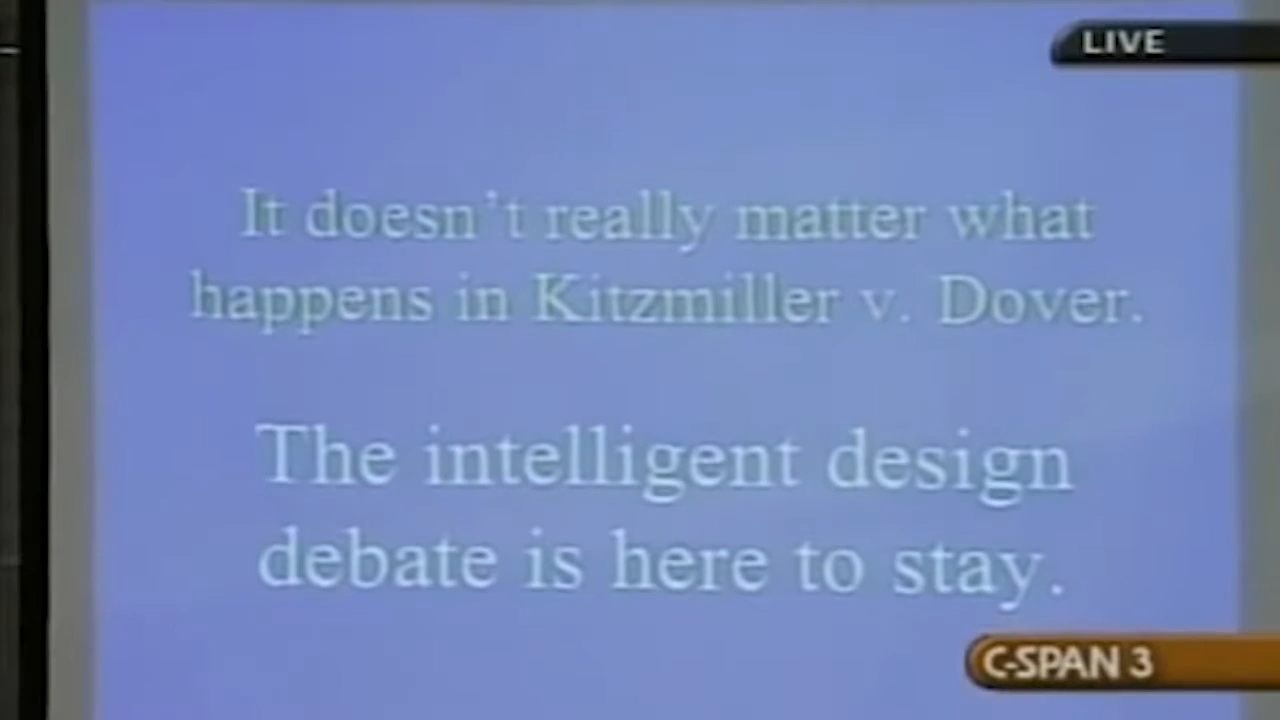 LIVE
It doesn't really matter what
happens in Kitzmiller v. Dover.
The intelligent design
debate is here to stay.
C-SPAN 3